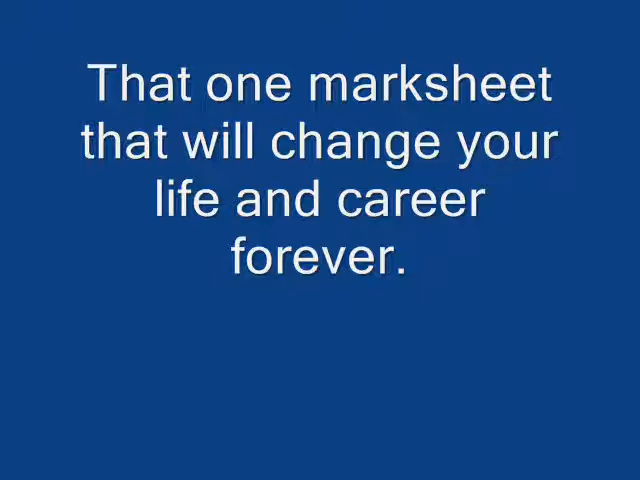 That one marksheet
that will change your
life and career
forever.